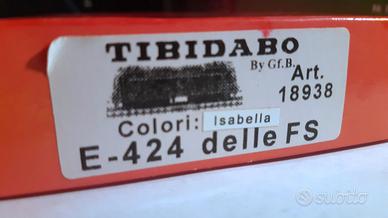 TIBIDABO
By Gf.B.
Art.
18938
Colori: Isabella
E-424 delle FS
subito